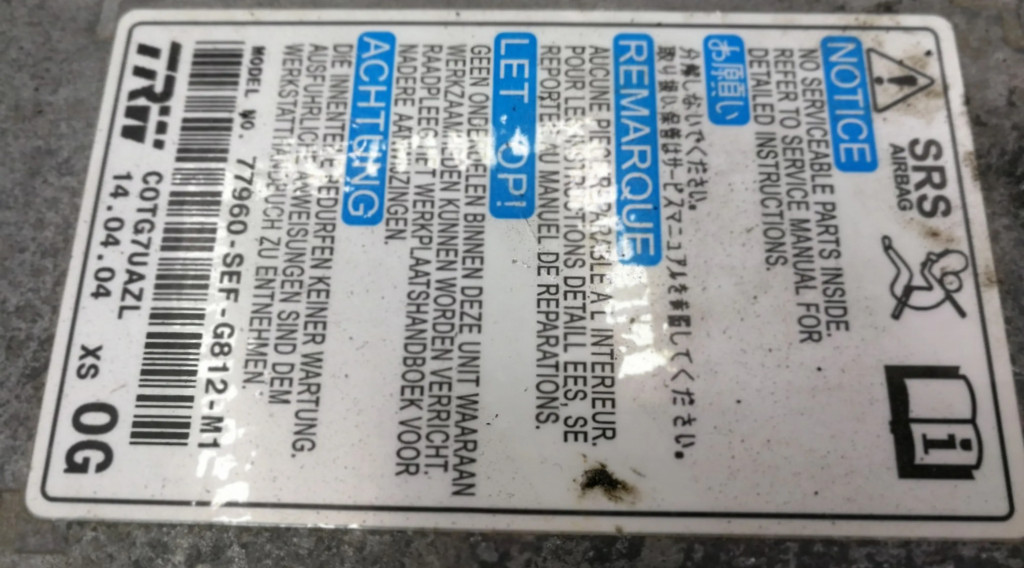 SRS
AIRBAG
NOTICE
NO SERVICEABLE PARTS INSIDE.
REFER TO SERVICE MANUAL FOR
DETAILED INSTRUCTIONS.
お願い
分解しないでください。
取り扱い、保管はサービスマニュアルを参照してください。
REMARQUE
AUCUNE PIECE REPARABLE A L'INTERIEUR.
POUR LES INSTRUCTIONS DETAILLEES, SE
REPORTER AU MANUEL DE REPARATIONS.
LET OP!
GEEN ONDERDELEN BINNEN DEZE UNIT WAARAAN
WERKZAAMHEDEN KUNNEN WORDEN VERRICHT.
RAADPLEEG HET WERKPLAATSHANDBOEK VOOR
NADERE AANWIJZINGEN.
ACHTUNG
DIE INNENTEILE BEDURFEN KEINER WARTUNG.
AUSFÜHRLICHE ANWEISUNGEN SIND DEM
WERKSTATTHANDBUCH ZU ENTNEHMEN.
MODEL NO. 77960-SEF-G812-M1
TRW COTG7UAZL
14.04.04 XS 0G